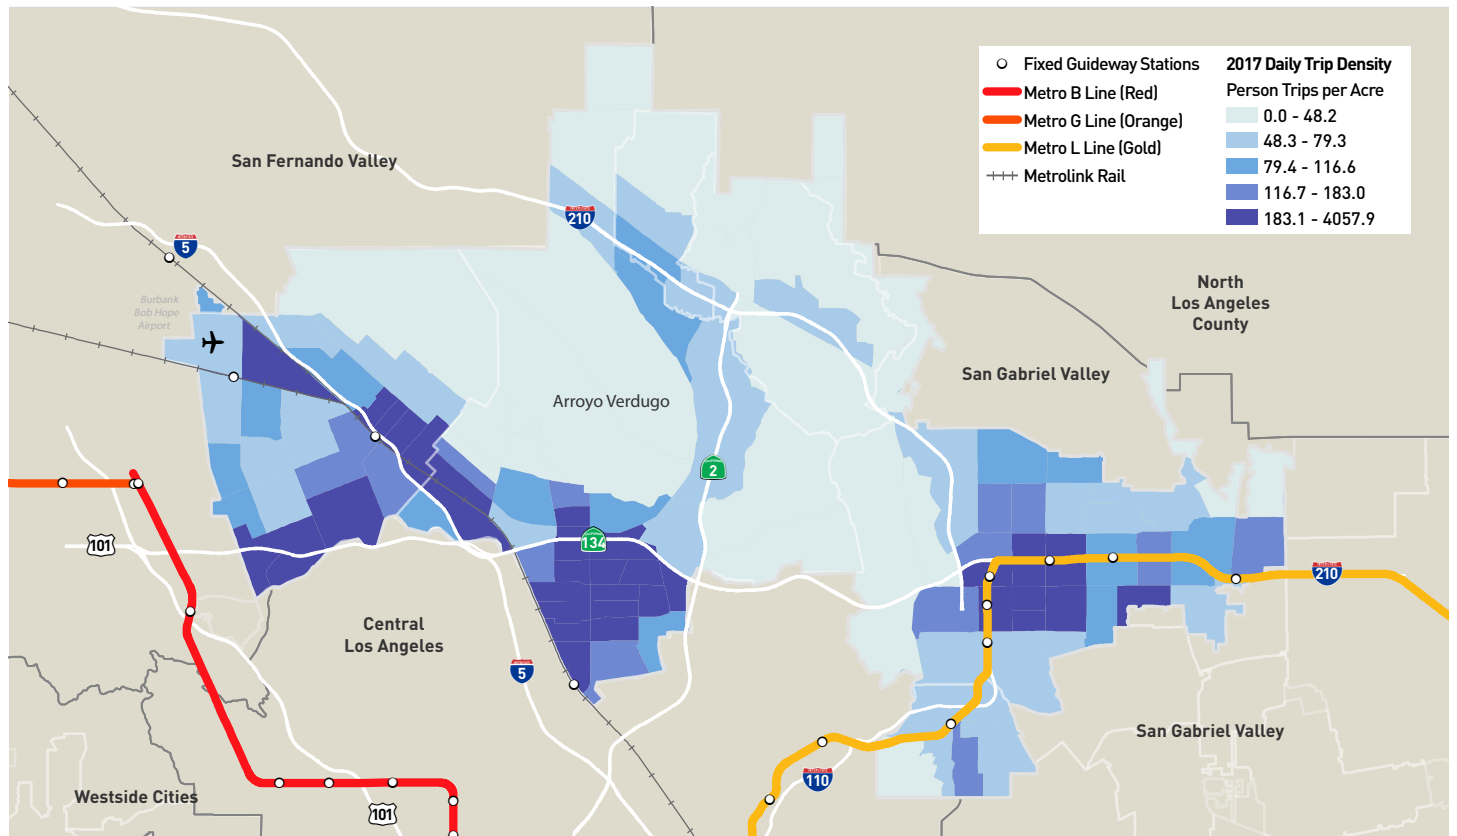 Fixed Guideway Stations
Metro B Line (Red)
Metro G Line (Orange)
Metro L Line (Gold)
Metrolink Rail
2017 Daily Trip Density
Person Trips per Acre
0.0 - 48.2
48.3 - 79.3
79.4 - 116.6
116.7 - 183.0
183.1 - 4057.9
San Fernando Valley
210
5
Burbank
Bob Hope
Airport
North
Los Angeles
County
San Gabriel Valley
Arroyo Verdugo
2
101
134
210
Central
Los Angeles
5
San Gabriel Valley
110
Westside Cities
101